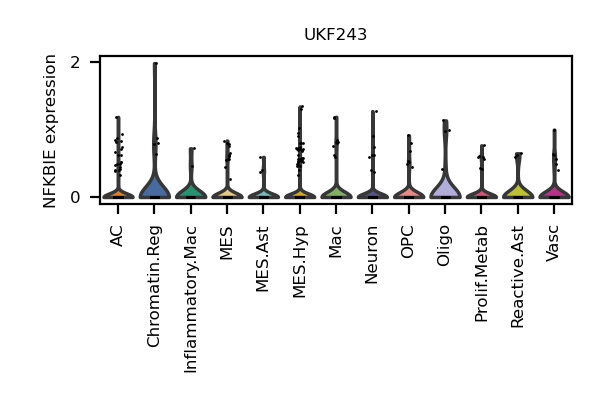 UKF243
NFKBIE expression
2
0
AC
Chromatin.Reg
Inflammatory.Mac
MES
MES.Ast
MES.Hyp
Mac
Neuron
OPC
Oligo
Prolif.Metab
Reactive.Ast
Vasc